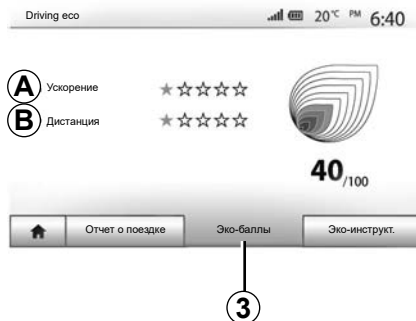 Driving eco 20°C PM 6:40
A Ускорение
B Дистанция
40/100
Отчет о поездке Эко-баллы Эко-инструкт.
3